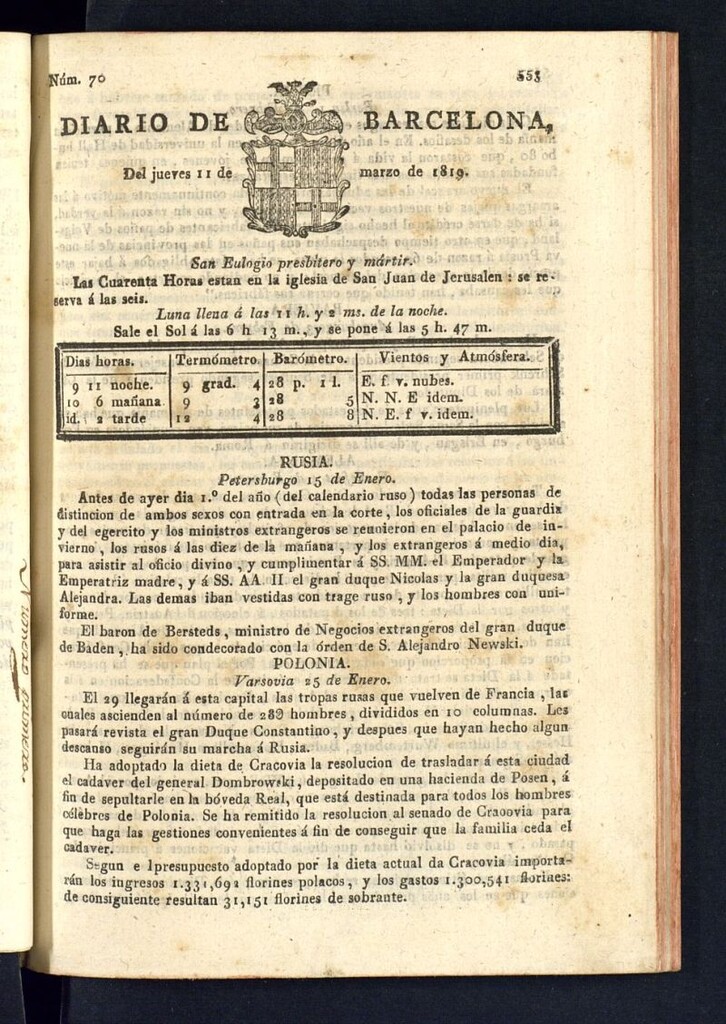 Núm. 70 553
DIARIO DE BARCELONA,
Del jueves 11 de marzo de 1819.
San Eulogio presbítero y mártir.
Las Cuarenta Horas estan en la iglesia de San Juan de Jerusalen : se re-
serva á las seis.
Luna llena á las 11 h. y 2 ms. de la noche.
Sale el Sol á las 6 h 13 m., y se pone á las 5 h. 47 m.
Dias horas. Termómetro. Barómetro. Vientos y Atmósfera.
9 11 noche. 9 grad. 4 28 p. 1 l. E. f. v. nubes.
10 6 mañana 9 3 28 5 N. N. E idem.
id. 2 tarde 12 4 28 8 N. E. f v. idem.
RUSIA.
Petersburgo 15 de Enero.
Antes de ayer dia 1.º del año (del calendario ruso) todas las personas de
distincion de ambos sexos con entrada en la corte, los oficiales de la guardia
y del egercito y los ministros extrangeros se reunieron en el palacio de in-
vierno, los rusos á las diez de la mañana, y los extrangeros á medio dia,
para asistir al oficio divino, y cumplimentar á SS. MM. el Emperador y la
Emperatriz madre, y á SS. AA. II. el gran duque Nicolas y la gran duquesa
Alejandra. Las demas iban vestidas con trage ruso, y los hombres con uni-
forme.
El baron de Bersteds, ministro de Negocios extrangeros del gran duque
de Baden, ha sido condecorado con la órden de S. Alejandro Newski.
POLONIA.
Varsovia 25 de Enero.
El 29 llegarán á esta capital las tropas rusas que vuelven de Francia, las
cuales ascienden al número de 289 hombres, divididos en 10 columnas. Les
pasará revista el gran Duque Constantino, y despues que hayan hecho algun
descanso seguirán su marcha á Rusia.
Ha adoptado la dieta de Cracovia la resolucion de trasladar á esta ciudad
el cadaver del general Dombrowski, depositado en una hacienda de Posen, á
fin de sepultarle en la bóveda Real, que está destinada para todos los hombres
célebres de Polonia. Se ha remitido la resolucion al senado de Cracovia para
que haga las gestiones convenientes á fin de conseguir que la familia ceda el
cadaver.
Segun e lpresupuesto adoptado por la dieta actual da Cracovia importa-
rán los ingresos 1.331,692 florines polacos, y los gastos 1.300,541 florines:
de consiguiente resultan 31,151 florines de sobrante.